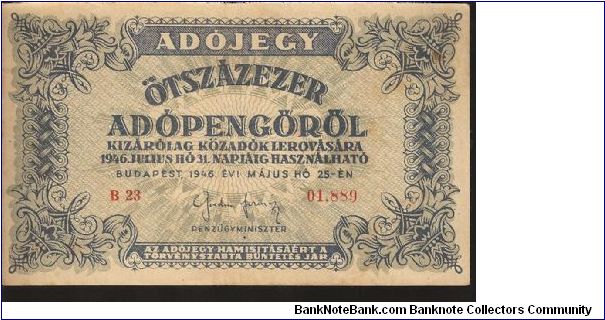 ADÓJEGY
ÖTSZÁZEZER
ADÓPENGŐRŐL
KIZÁRÓLAG KÖZADÓK LEROVÁSÁRA
1946. JULIUS HÓ 31. NAPJÁIG HASZNÁLHATÓ
BUDAPEST 1946. ÉVI MÁJUS HÓ 25-ÉN
B 23 01,889
PÉNZÜGYMINISZTER
AZ ADÓJEGY HAMISITÁSÁÉRT A
TÖRVÉNYSZABTA BÜNTETÉS JÁR.
BankNoteBank.com Banknote Collectors Community